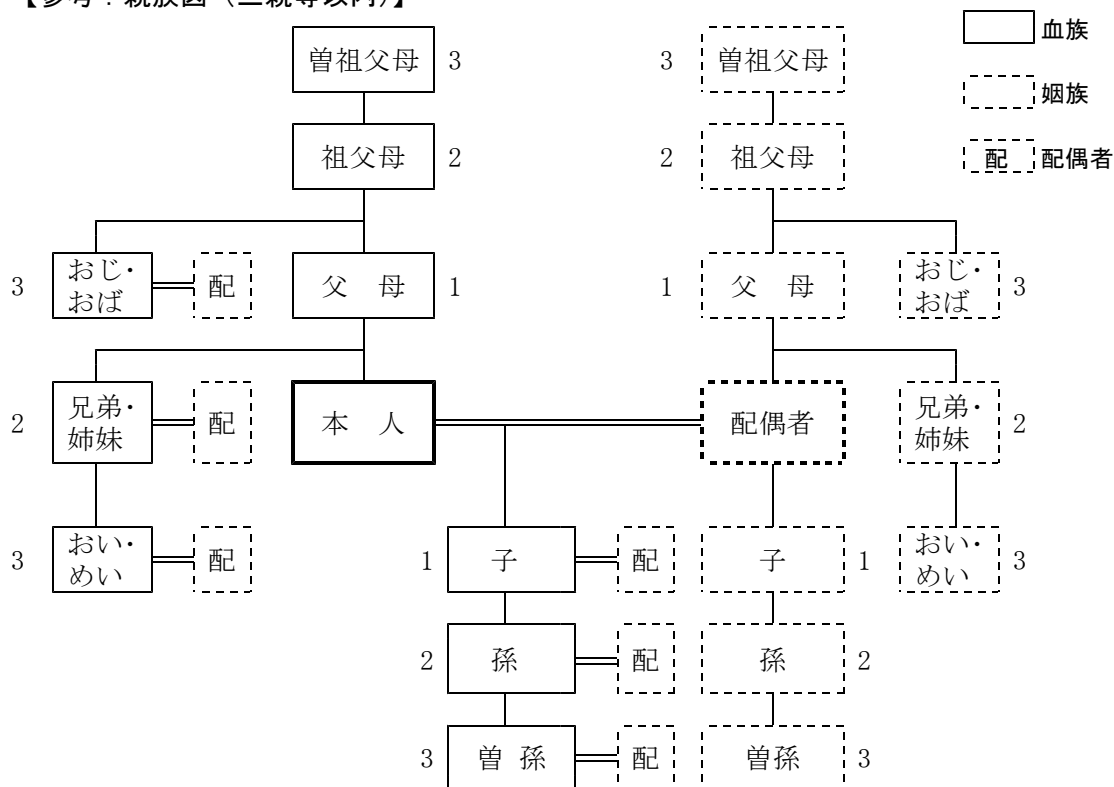 【参考：親族図（三親等以内）】
血族
姻族
配 配偶者
曽祖父母 3
3 曽祖父母
祖父母 2
2 祖父母
3 おじ・
おば
配
父 母 1
1 父 母
おじ・
おば 3
2 兄弟・
姉妹
配
本 人
配偶者
兄弟・
姉妹 2
3 おい・
めい
配
1 子
配
子 1
おい・
めい 3
2 孫
配
孫 2
3 曽 孫
配
曽孫 3